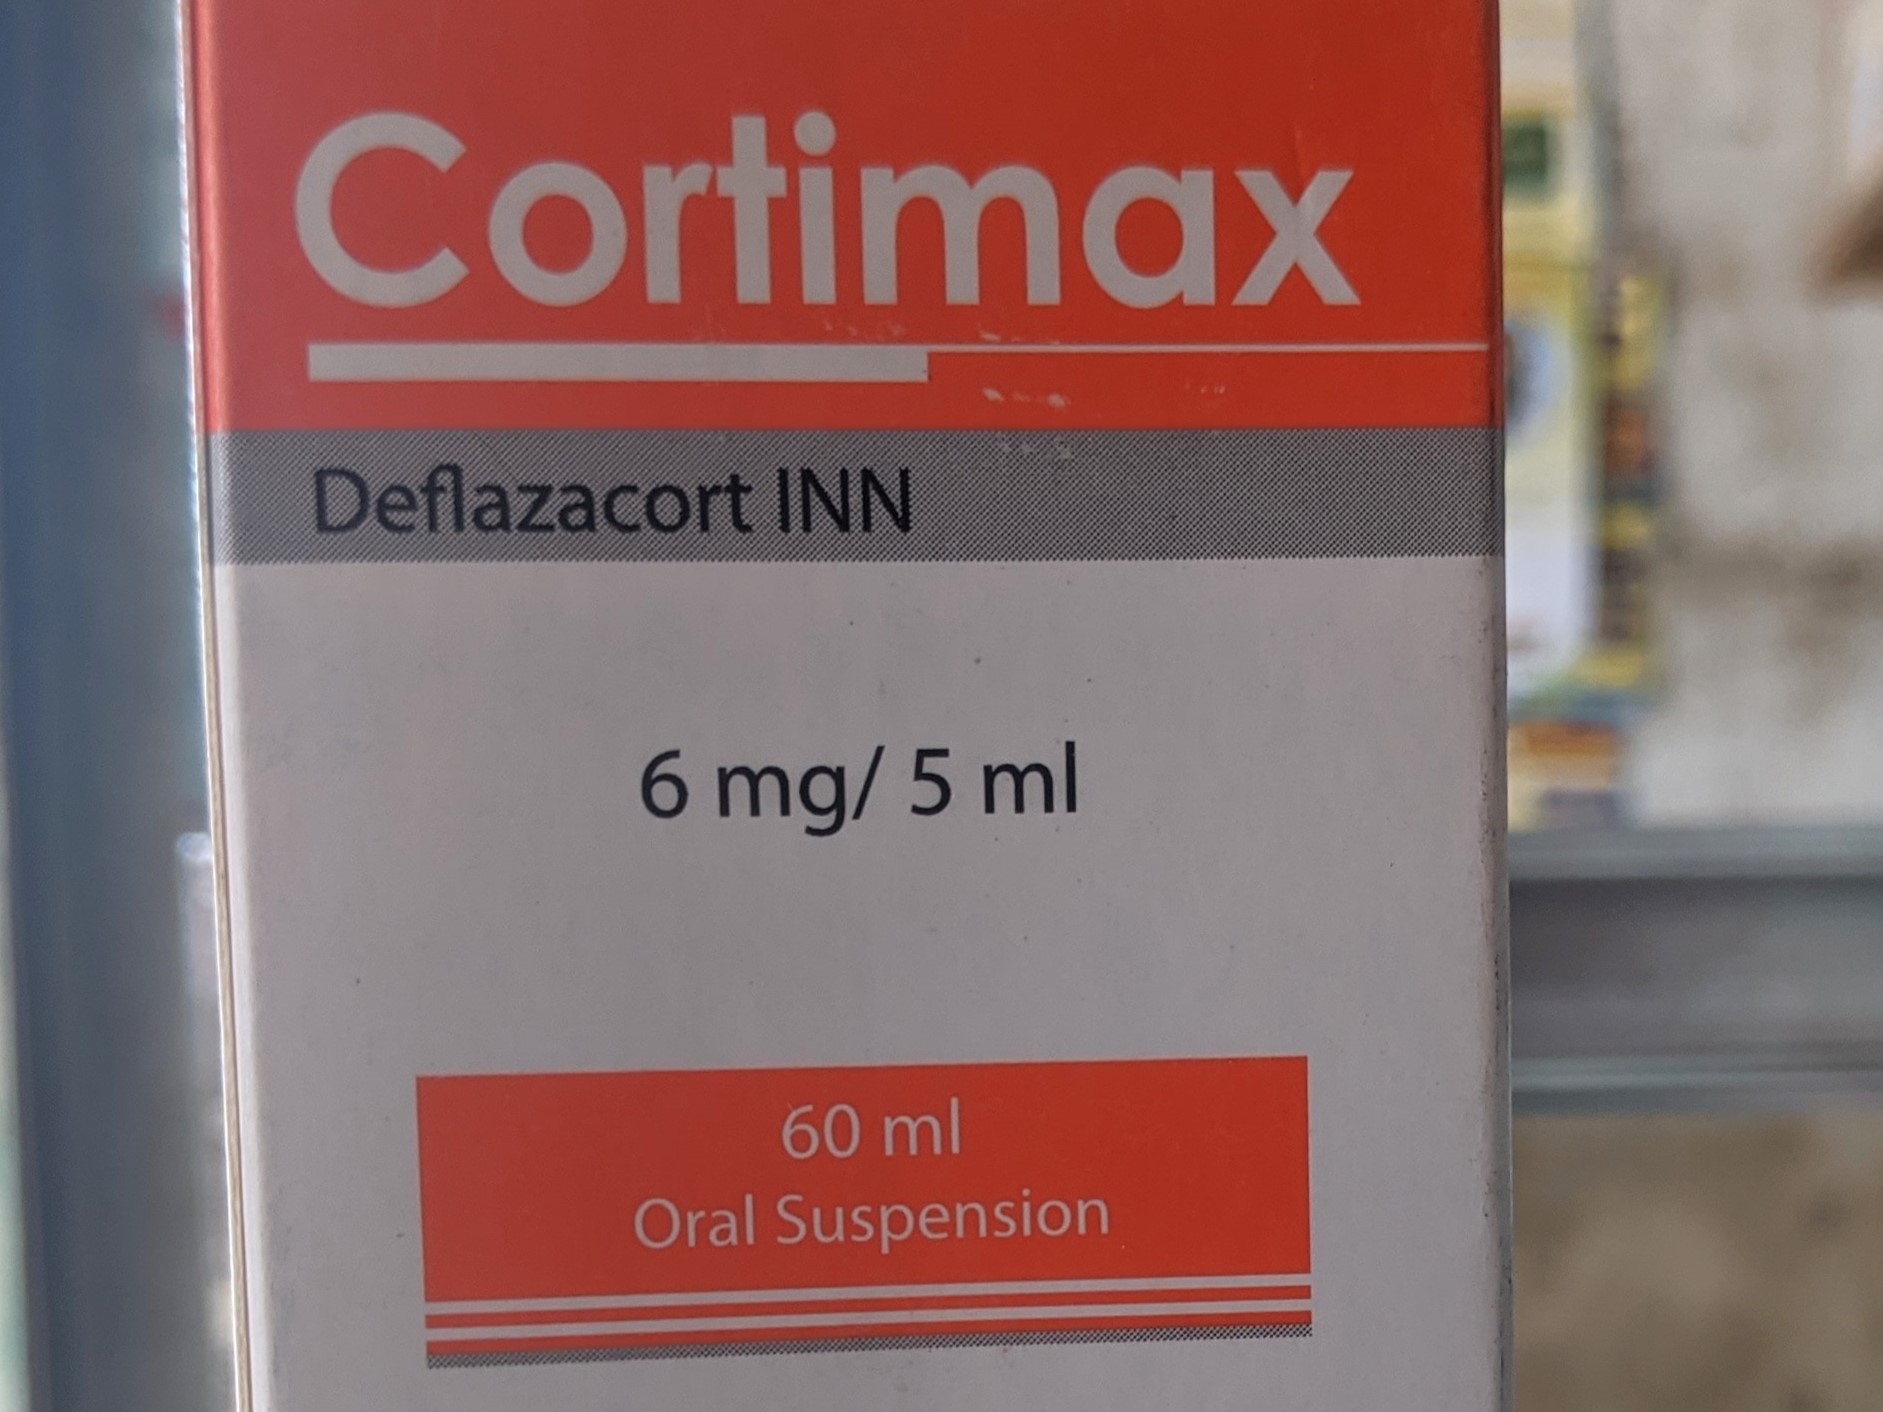 Cortimax
Deflazacort INN
6 mg/ 5 ml
60 ml
Oral Suspension